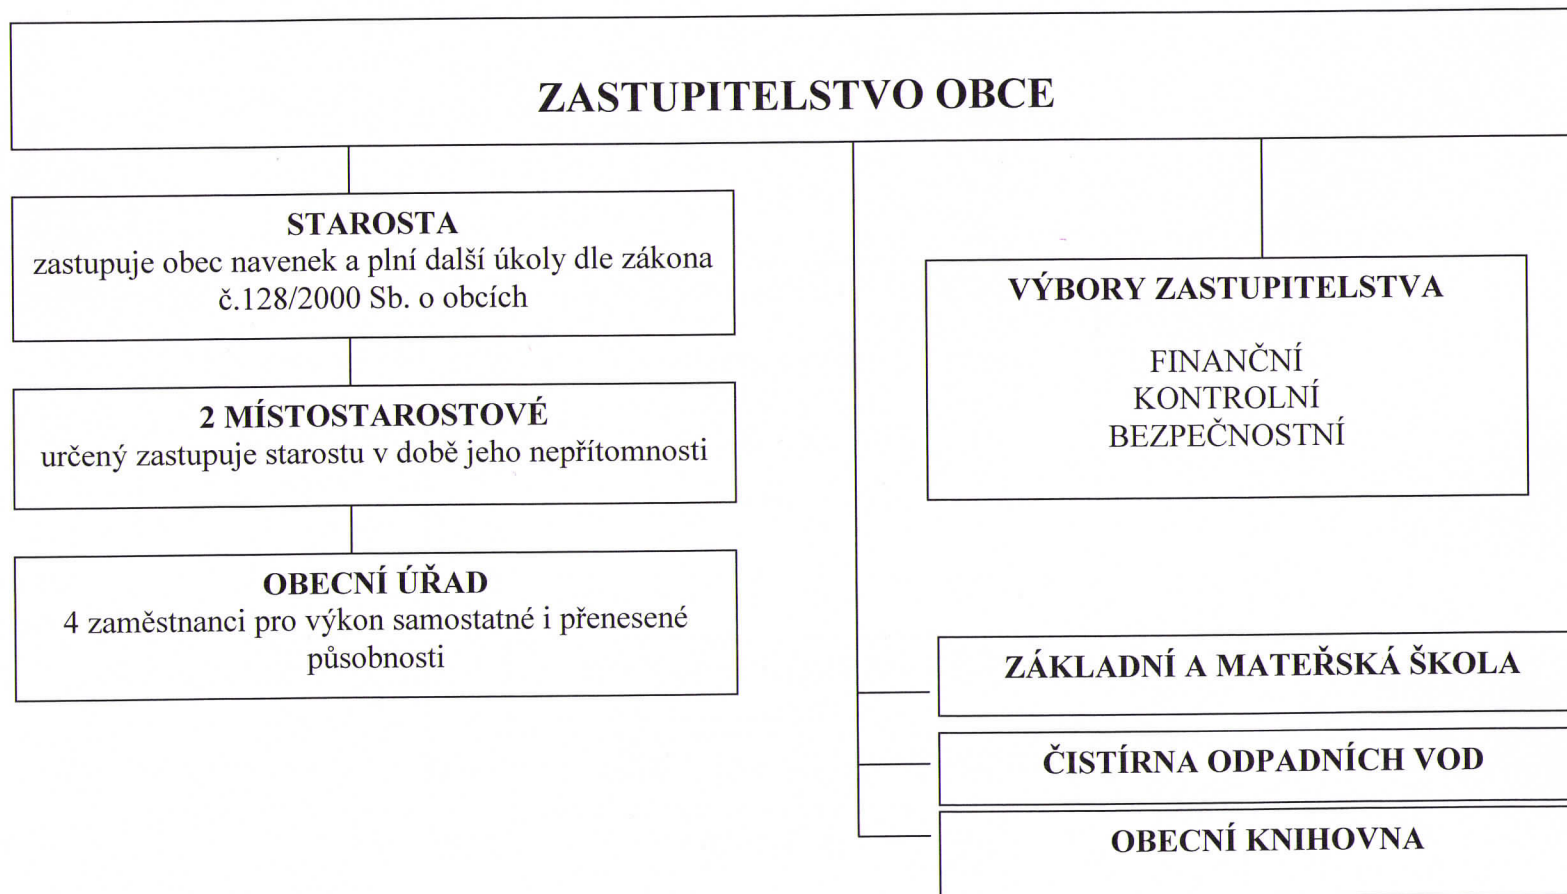 ZASTUPITELSTVO OBCE
STAROSTA
zastupuje obec navenek a plní další úkoly dle zákona
č.128/2000 Sb. o obcích
2 MÍSTOSTAROSTOVÉ
určený zastupuje starostu v době jeho nepřítomnosti
OBECNÍ ÚŘAD
4 zaměstnanci pro výkon samostatné i přenesené
působnosti
VÝBORY ZASTUPITELSTVA
FINANČNÍ
KONTROLNÍ
BEZPEČNOSTNÍ
ZÁKLADNÍ A MATEŘSKÁ ŠKOLA
ČISTÍRNA ODPADNÍCH VOD
OBECNÍ KNIHOVNA